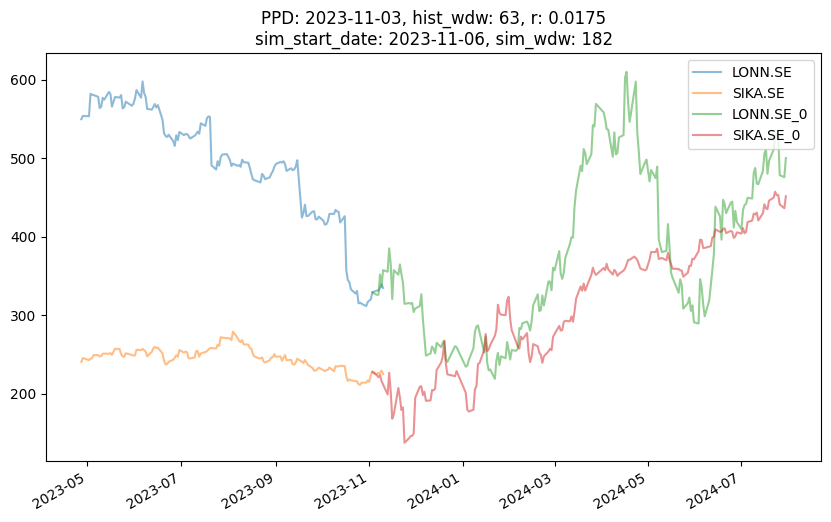 PPD: 2023-11-03, hist_wdw: 63, r: 0.0175
sim_start_date: 2023-11-06, sim_wdw: 182
LONN.SE
SIKA.SE
LONN.SE_0
SIKA.SE_0
600
500
400
300
200
2023-05
2023-07
2023-09
2023-11
2024-01
2024-03
2024-05
2024-07